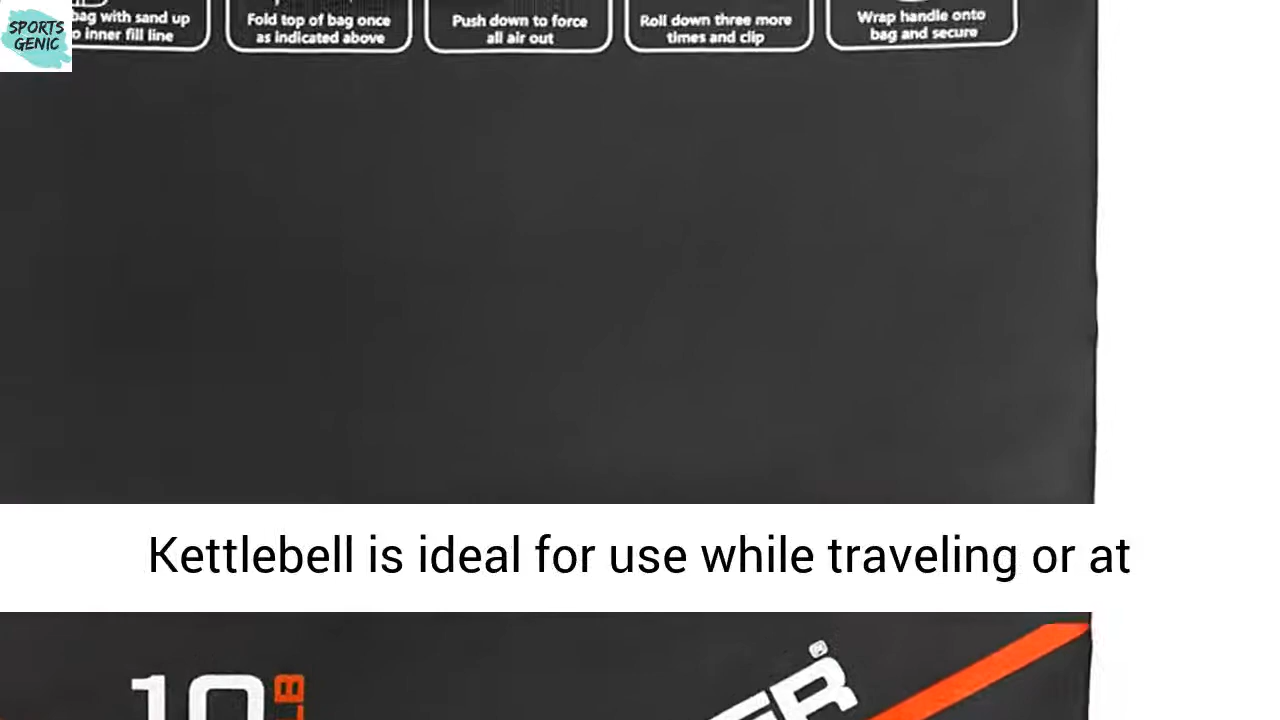 SPORTS
GENIC
bag with sand up
inner fill line
Fold top of bag once
as indicated above
Push down to force
all air out
Roll down three more
times and clip
Wrap handle onto
bag and secure
Kettlebell is ideal for use while traveling or at
10